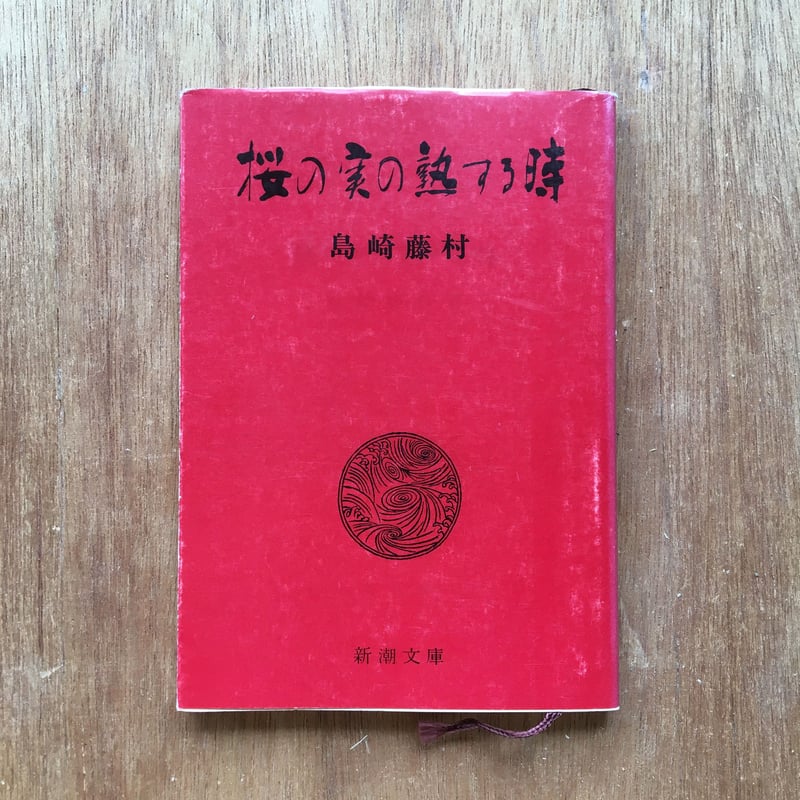 桜の実の熟する時
島崎藤村
新潮文庫